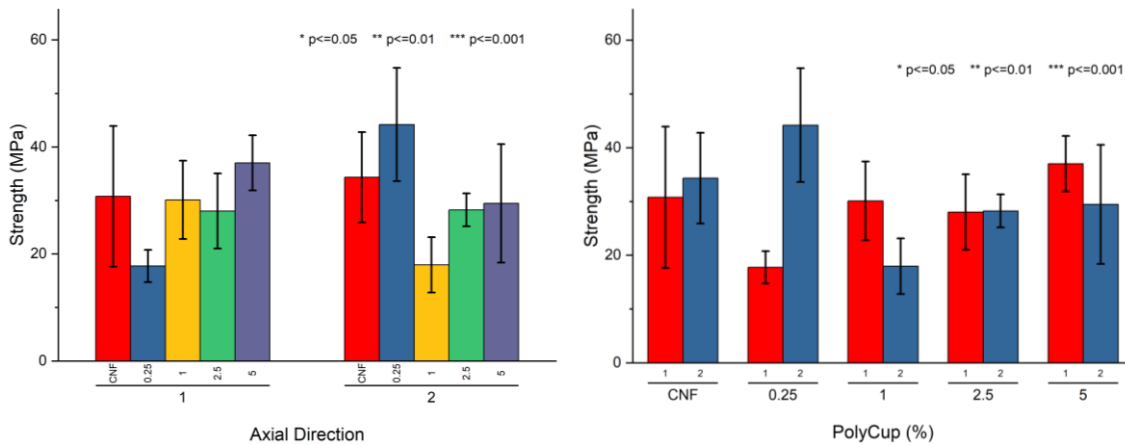 60
* p<=0.05 ** p<=0.01 *** p<=0.001
40
20
0
Strength (MPa)
CNF 0.25 1 2.5 5 CNF 0.25 1 2.5 5
1 2
Axial Direction
60
* p<=0.05 ** p<=0.01 *** p<=0.001
40
20
0
Strength (MPa)
1 2 1 2 1 2 1 2 1 2
CNF 0.25 1 2.5 5
PolyCup (%)